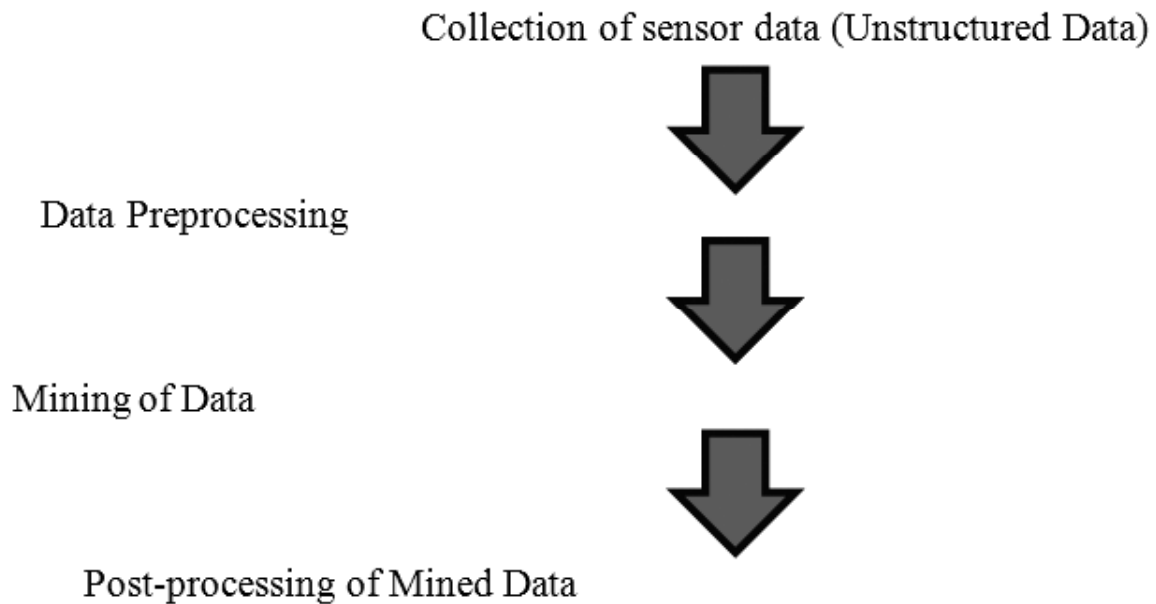 Collection of sensor data (Unstructured Data)
Data Preprocessing
Mining of Data
Post-processing of Mined Data